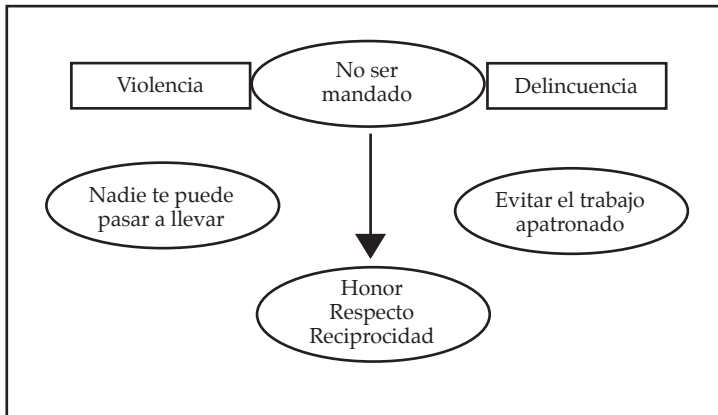 Violencia
No ser
mandado
Delincuencia
Nadie te puede
pasar a llevar
Evitar el trabajo
apatronado
Honor
Respecto
Reciprocidad